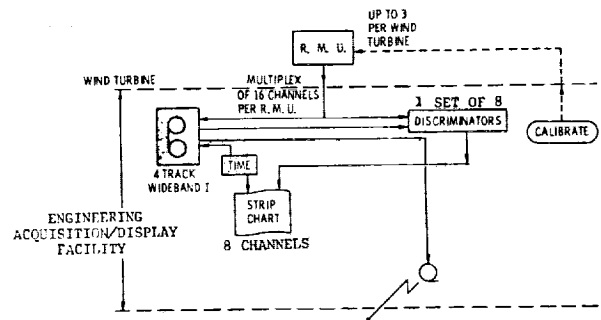 UP TO 3
PER WIND
TURBINE
R. M. U.
WIND TURBINE
MULTIPLEX
OF 16 CHANNELS
PER R. M. U.
1 SET OF 8
DISCRIMINATORS
CALIBRATE
4 TRACK
WIDEBAND I
TIME
STRIP
CHART
8 CHANNELS
ENGINEERING
ACQUISITION/DISPLAY
FACILITY